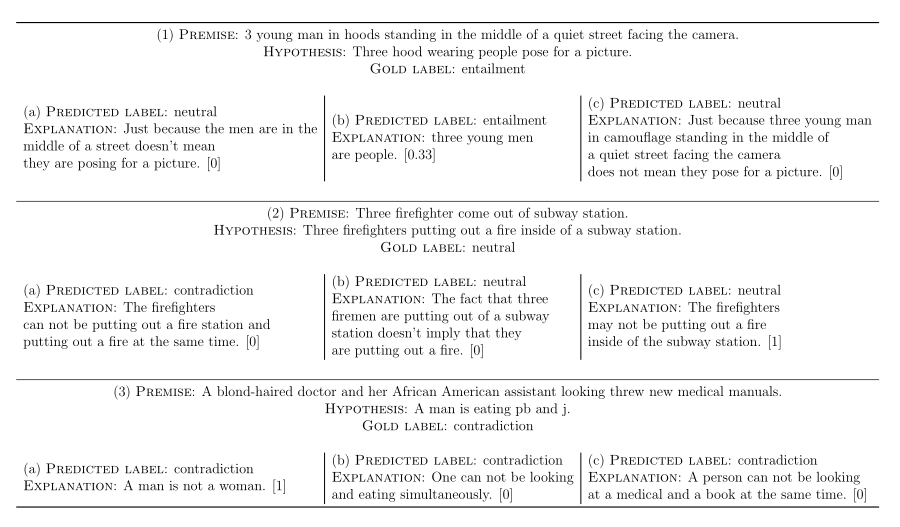 (1) PREMISE: 3 young man in hoods standing in the middle of a quiet street facing the camera.
HYPOTHESIS: Three hood wearing people pose for a picture.
GOLD LABEL: entailment
(a) PREDICTED LABEL: neutral
EXPLANATION: Just because the men are in the
middle of a street doesn't mean
they are posing for a picture. [0]
(b) PREDICTED LABEL: entailment
EXPLANATION: three young men
are people. [0.33]
(c) PREDICTED LABEL: neutral
EXPLANATION: Just because three young man
in camouflage standing in the middle of
a quiet street facing the camera
does not mean they pose for a picture. [0]
(2) PREMISE: Three firefighter come out of subway station.
HYPOTHESIS: Three firefighters putting out a fire inside of a subway station.
GOLD LABEL: neutral
(a) PREDICTED LABEL: contradiction
EXPLANATION: The firefighters
can not be putting out a fire station and
putting out a fire at the same time. [0]
(b) PREDICTED LABEL: neutral
EXPLANATION: The fact that three
firemen are putting out of a subway
station doesn't imply that they
are putting out a fire. [0]
(c) PREDICTED LABEL: neutral
EXPLANATION: The firefighters
may not be putting out a fire
inside of the subway station. [1]
(3) PREMISE: A blond-haired doctor and her African American assistant looking threw new medical manuals.
HYPOTHESIS: A man is eating pb and j.
GOLD LABEL: contradiction
(a) PREDICTED LABEL: contradiction
EXPLANATION: A man is not a woman. [1]
(b) PREDICTED LABEL: contradiction
EXPLANATION: One can not be looking
and eating simultaneously. [0]
(c) PREDICTED LABEL: contradiction
EXPLANATION: A person can not be looking
at a medical and a book at the same time. [0]